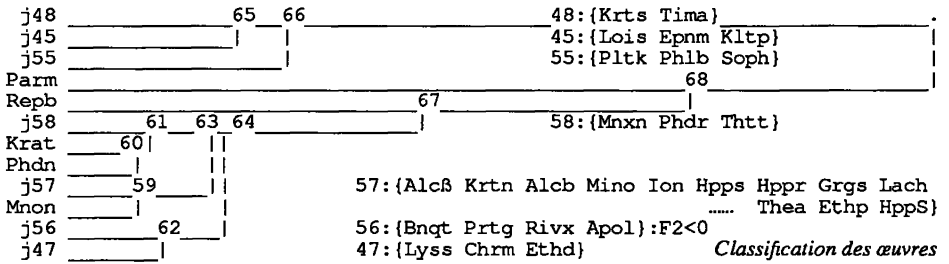 j48 65 66 48:{Krts Tima}
j45 45:{Lois Epnm Kltp}
j55 55:{Pltk Phlb Soph}
Parm 68
Repb 67
j58 61 63 64 58:{Mnxn Phdr Thtt}
Krat 60
Phdn
j57 59 57:{Alcß Krtn Alcb Mino Ion Hpps Hppr Grgs Lach
Mnon ...... Thea Ethp HppS}
j56 62 56:{Bnqt Prtg Rivx Apol}:F2<0
j47 47:{Lyss Chrm Ethd} Classification des œuvres